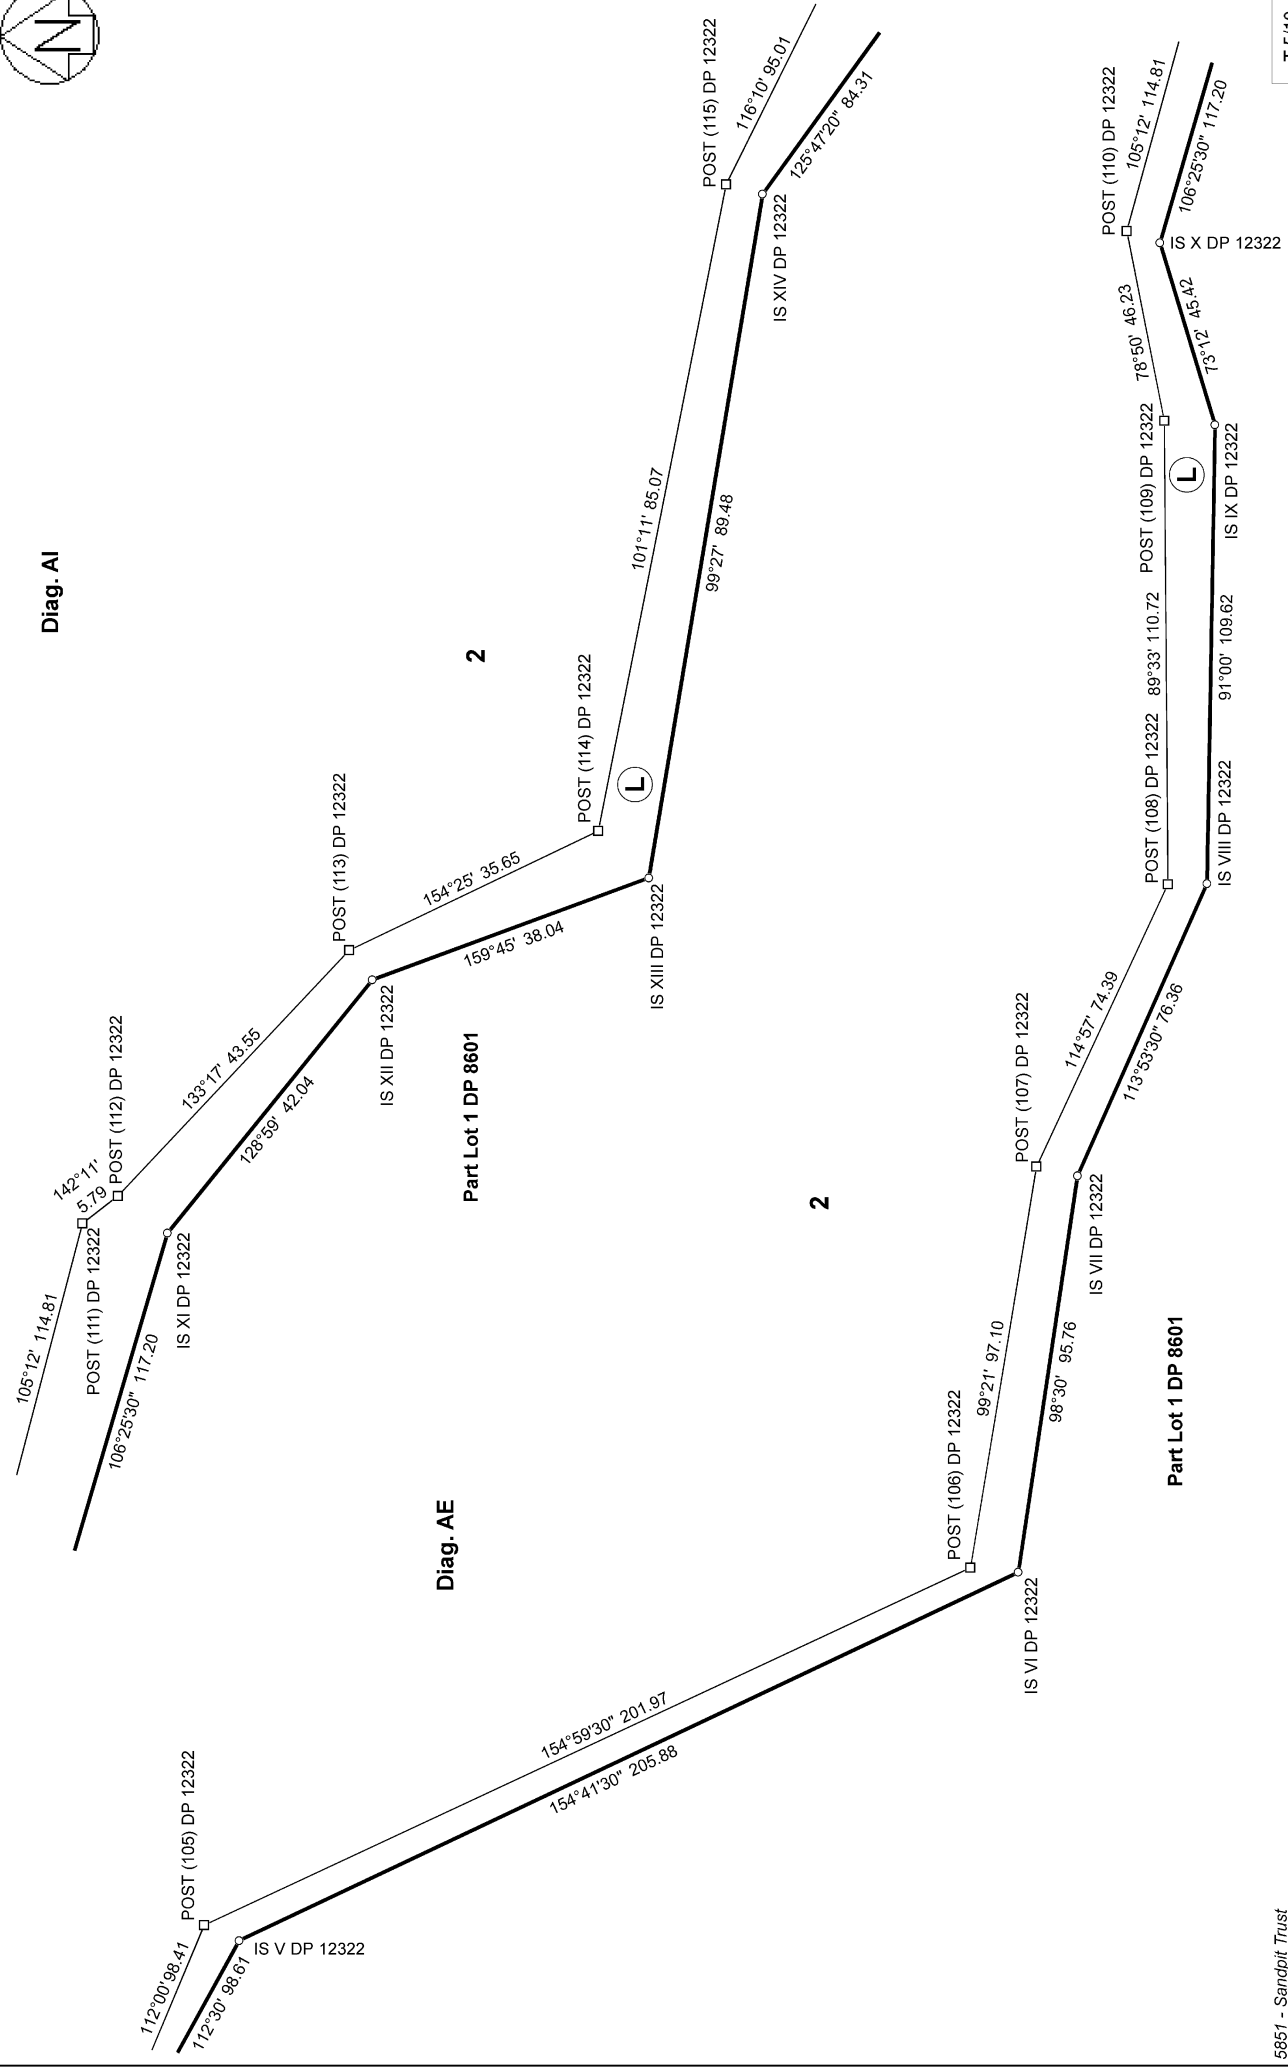 N
Diag. AI
2
105°12' 114.81
POST (111) DP 12322
142°11'
5.79
POST (112) DP 12322
133°17' 43.55
POST (113) DP 12322
154°25' 35.65
POST (114) DP 12322
101°11' 85.07
POST (115) DP 12322
116°10' 95.01
106°25'30" 117.20
IS XI DP 12322
128°59' 42.04
IS XII DP 12322
159°45' 38.04
IS XIII DP 12322
L
99°27' 89.48
IS XIV DP 12322
125°47'20" 84.31
Part Lot 1 DP 8601
Diag. AE
2
112°00' 98.41
POST (105) DP 12322
154°59'30" 201.97
POST (106) DP 12322
99°21' 97.10
POST (107) DP 12322
114°57' 74.39
POST (108) DP 12322
89°33' 110.72
POST (109) DP 12322
78°50' 46.23
POST (110) DP 12322
105°12' 114.81
112°30' 98.61
IS V DP 12322
154°41'30" 205.88
IS VI DP 12322
98°30' 95.76
IS VII DP 12322
113°53'30" 76.36
IS VIII DP 12322
91°00' 109.62
L
IS IX DP 12322
73°12' 45.42
IS X DP 12322
106°25'30" 117.20
Part Lot 1 DP 8601
5851 - Sandpit Trust